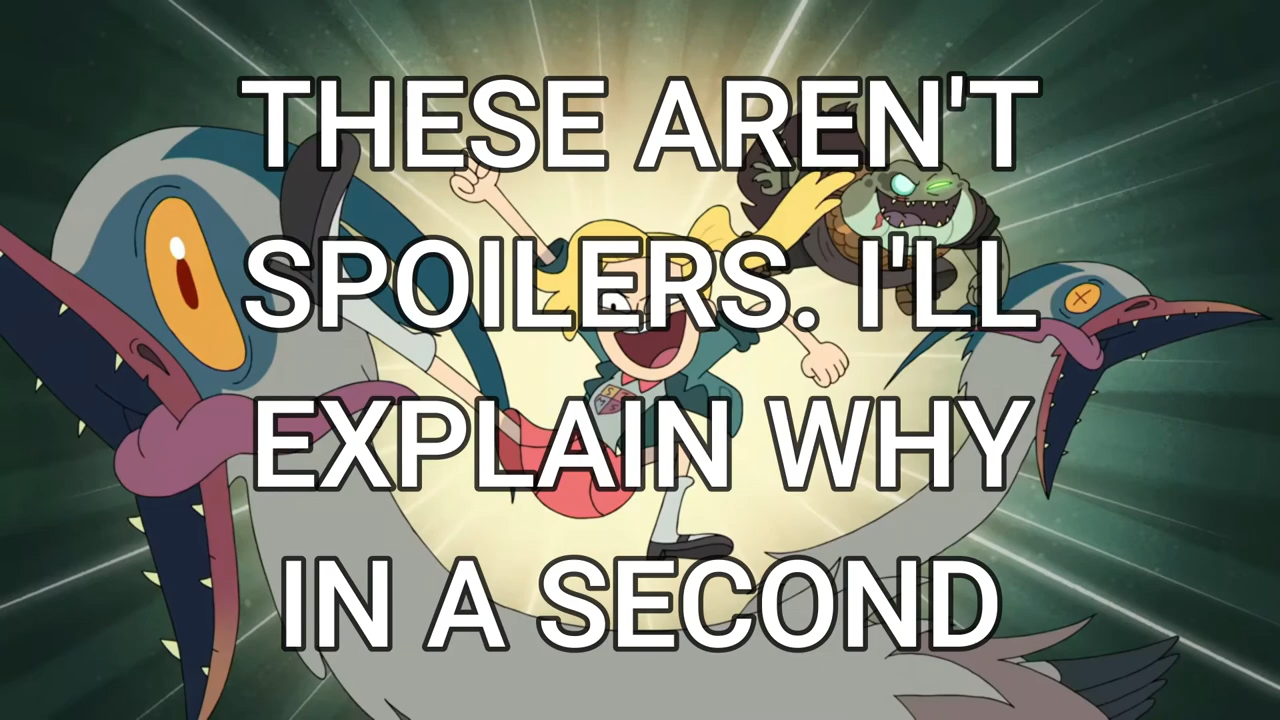 THESE AREN'T
SPOILERS. I'LL
EXPLAIN WHY
IN A SECOND